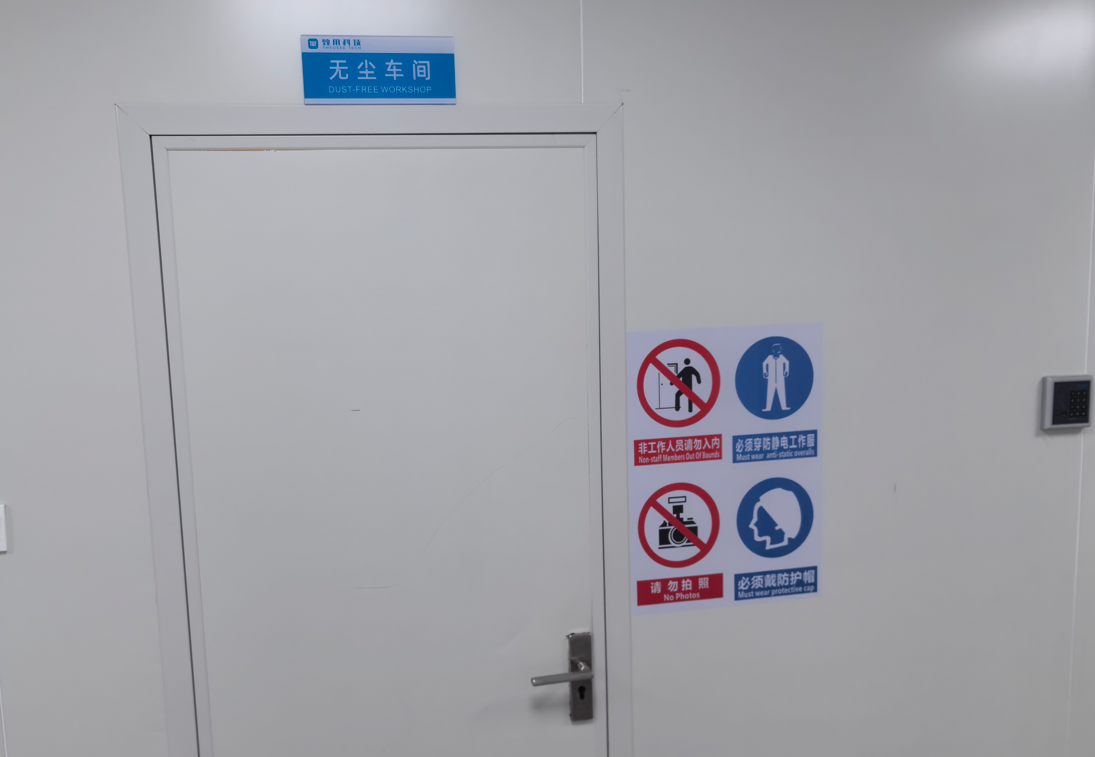 无尘车间
DUST-FREE WORKSHOP
非工作人员请勿入内
Non-staff Members Out Of Bounds
必须穿防静电工作服
Must wear anti-static overalls
请勿拍照
No Photos
必须戴防护帽
Must wear protective cap